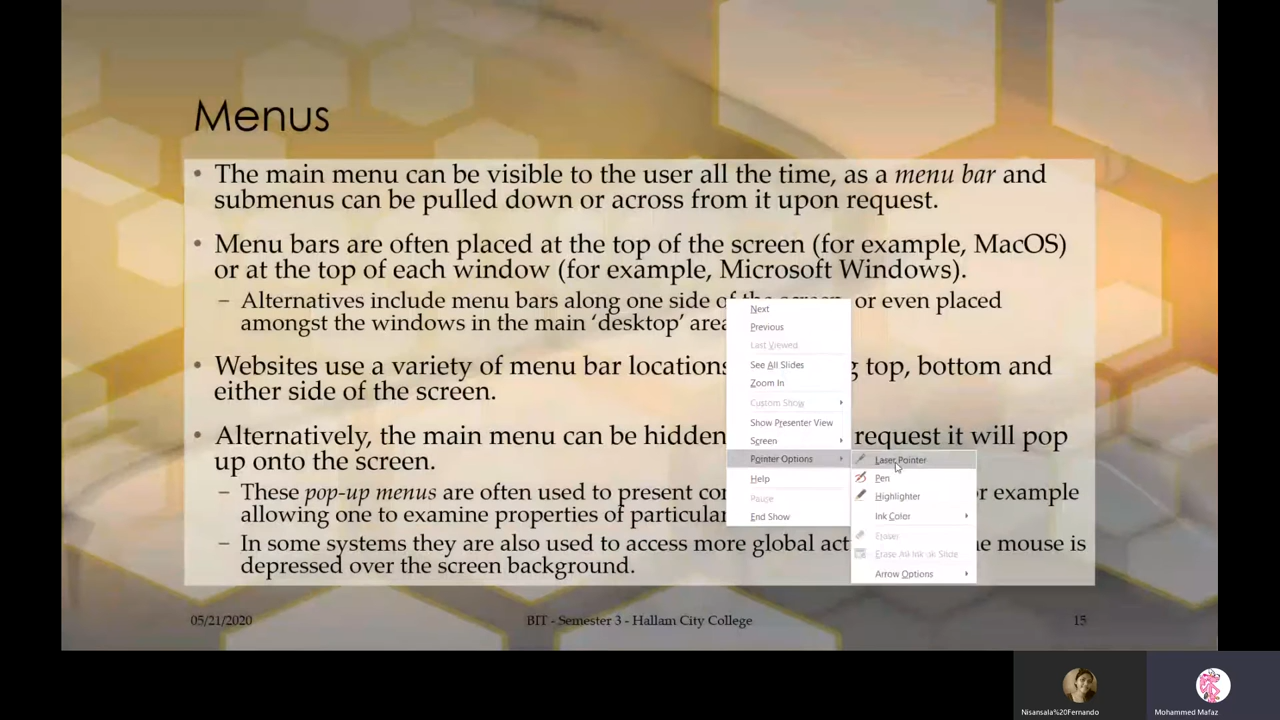 Menus
• The main menu can be visible to the user all the time, as a menu bar and
submenus can be pulled down or across from it upon request.
• Menu bars are often placed at the top of the screen (for example, MacOS)
or at the top of each window (for example, Microsoft Windows).
– Alternatives include menu bars along one side of the screen, or even placed
amongst the windows in the main ‘desktop’ area
• Websites use a variety of menu bar locations top, bottom and
either side of the screen.
• Alternatively, the main menu can be hidden request it will pop
up onto the screen.
– These pop-up menus are often used to present example
allowing one to examine properties of particular
– In some systems they are also used to access more global mouse is
depressed over the screen background.
Next
Previous
Last Viewed
See All Slides
Zoom In
Custom Show
Show Presenter View
Screen
Pointer Options
Help
Pause
End Show
Laser Pointer
Pen
Highlighter
Ink Color
Eraser
Erase All Ink on Slide
Arrow Options
05/21/2020 BIT - Semester 3 - Hallam City College 15
Nisansala%20Fernando Mohammed Mafaz